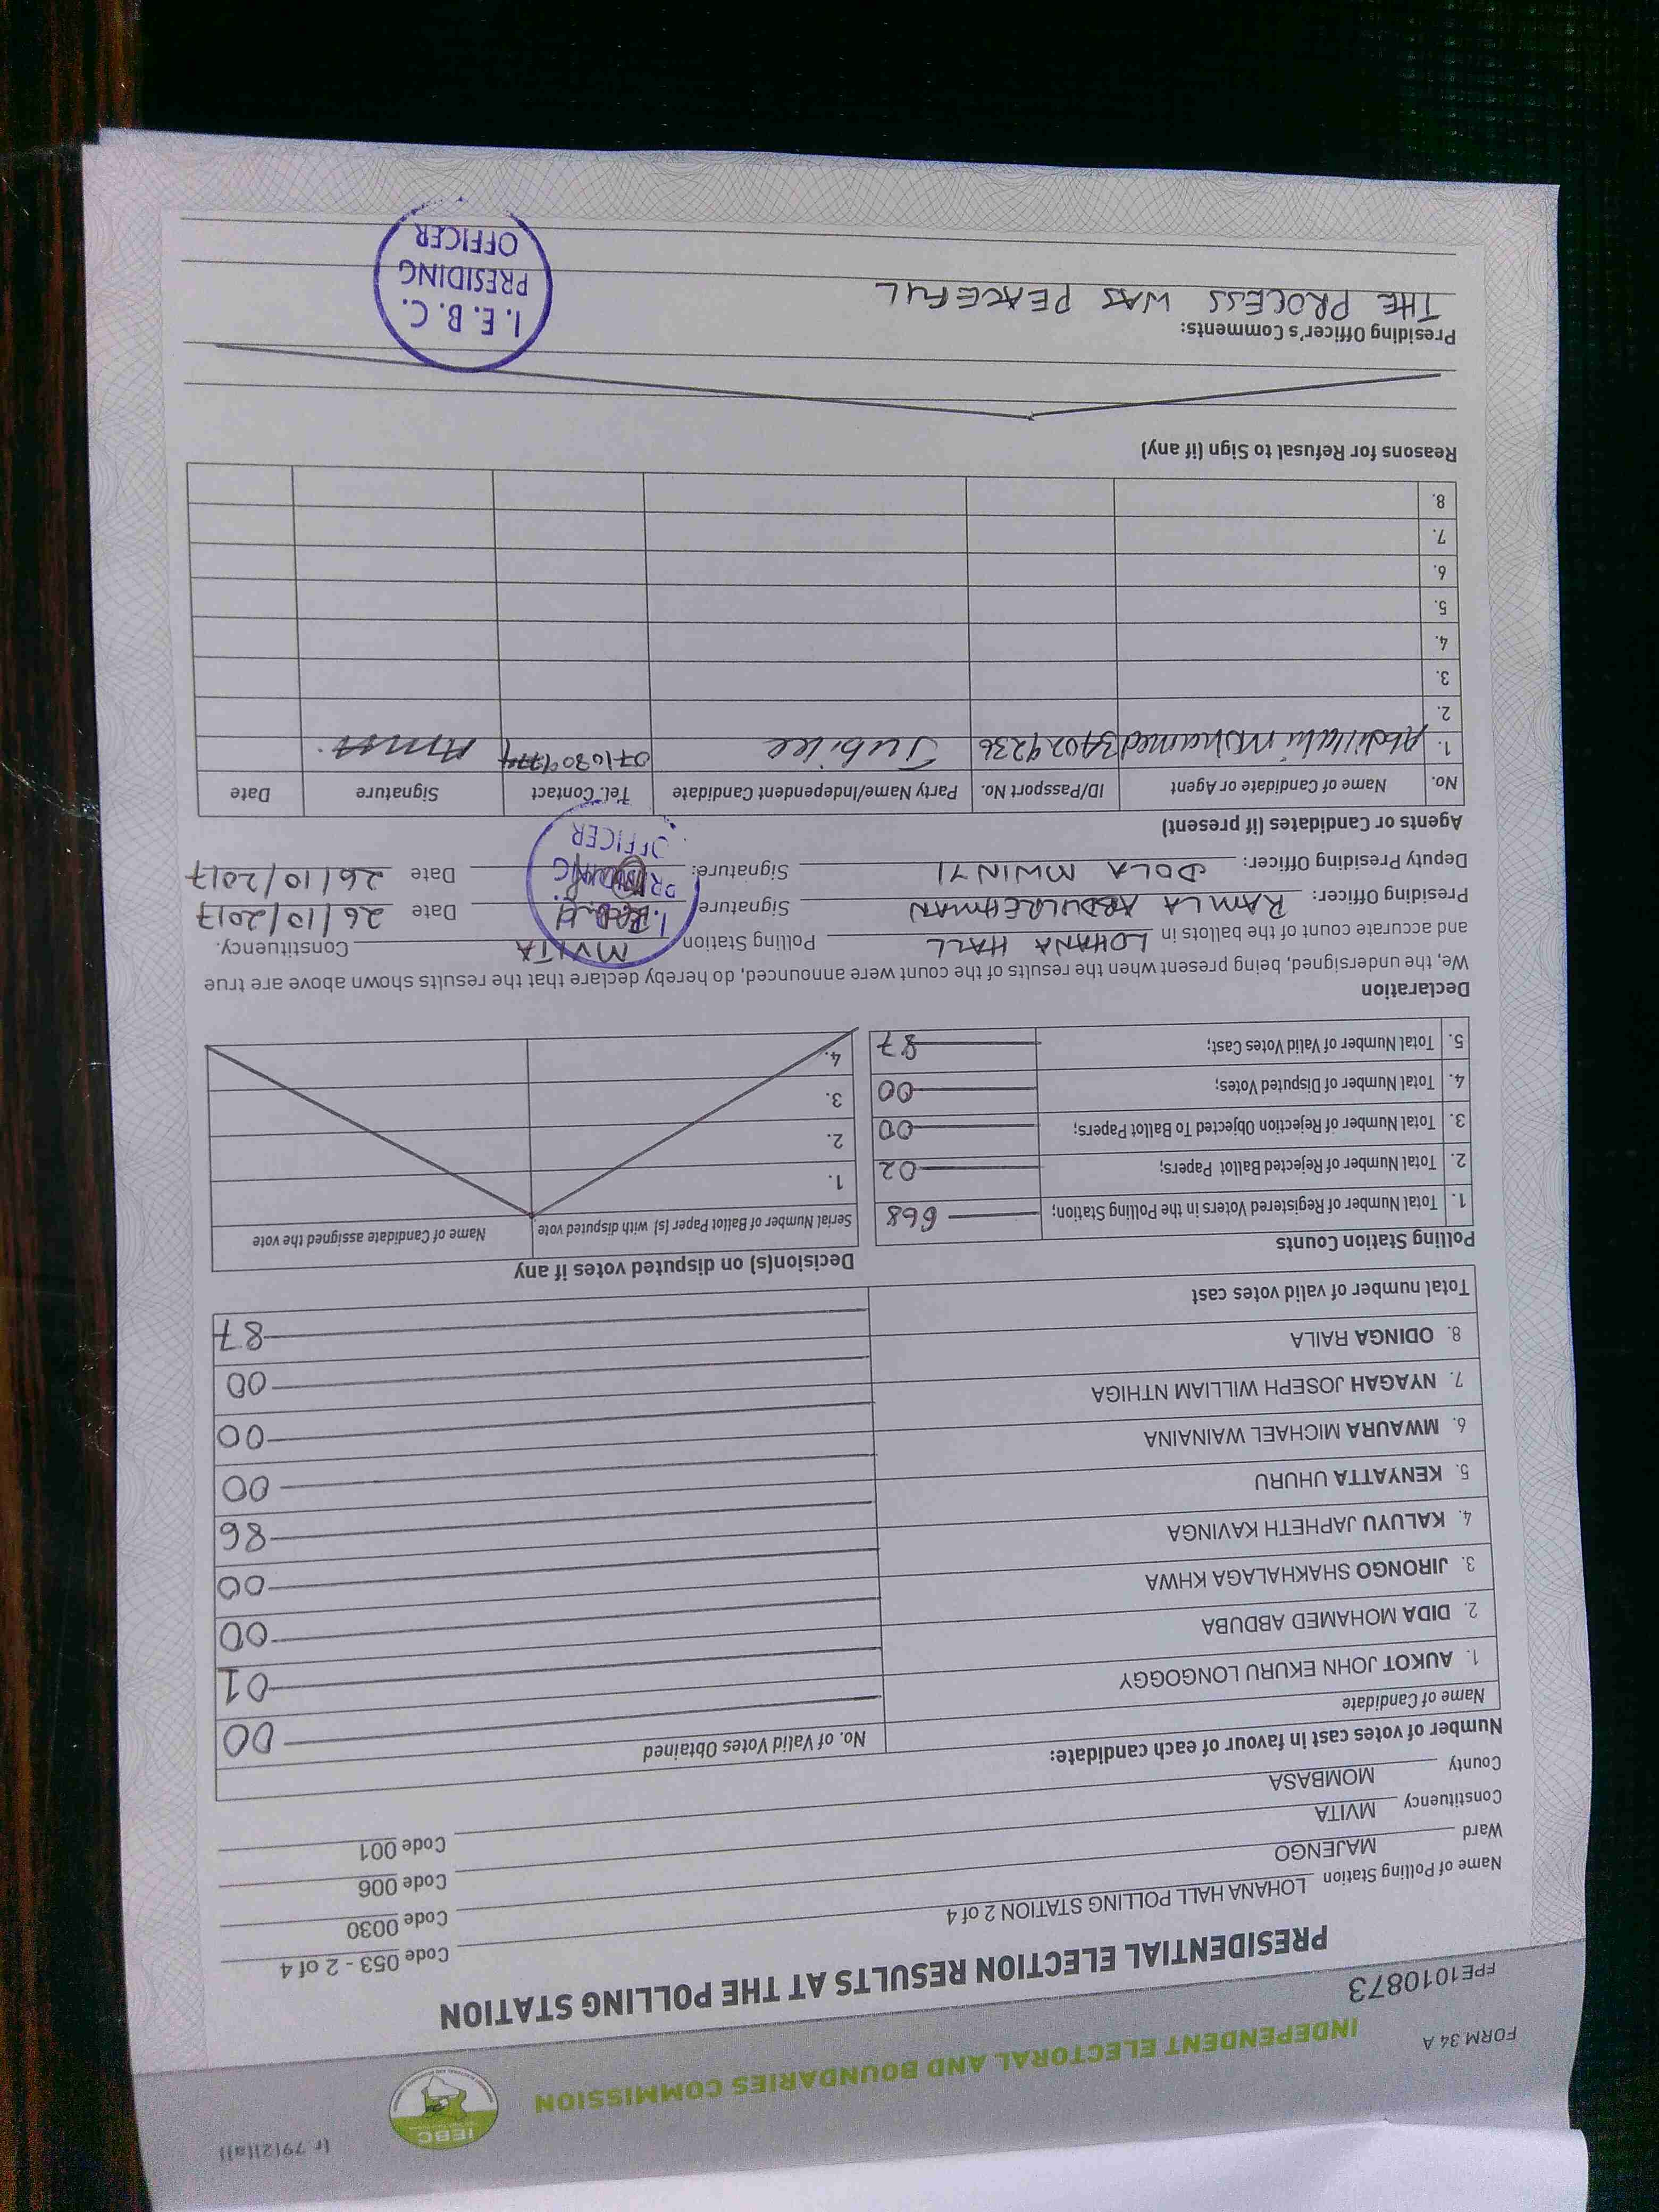 (r 79(2)(a))
IEBC
FORM 34 A
INDEPENDENT ELECTORAL AND BOUNDARIES COMMISSION
FPE1010873
PRESIDENTIAL ELECTION RESULTS AT THE POLLING STATION
Name of Polling Station LOHANA HALL POLLING STATION 2 of 4 Code 053 - 2 of 4
Ward MAJENGO Code 0030
Constituency MVITA Code 006
County MOMBASA Code 001
Number of votes cast in favour of each candidate:
Name of Candidate No. of Valid Votes Obtained
1. AUKOT JOHN EKURU LONGOGGY 00
2. DIDA MOHAMED ABDUBA 01
3. JIRONGO SHAKHALAGA KHWA 00
4. KALUYU JAPHETH KAVINGA 00
5. KENYATTA UHURU 86
6. MWAURA MICHAEL WAINAINA 00
7. NYAGAH JOSEPH WILLIAM NTHIGA 00
8. ODINGA RAILA 00
Total number of valid votes cast 87
Polling Station Counts
1. Total Number of Registered Voters in the Polling Station; 668
2. Total Number of Rejected Ballot Papers; 02
3. Total Number of Rejection Objected To Ballot Papers; 00
4. Total Number of Disputed Votes; 00
5. Total Number of Valid Votes Cast; 87
Decision(s) on disputed votes if any
Serial Number of Ballot Paper (s) with disputed vote Name of Candidate assigned the vote
1.
2.
3.
4.
Declaration
We, the undersigned, being present when the results of the count were announced, do hereby declare that the results shown above are true
and accurate count of the ballots in LOHANA HALL Polling Station MVITA Constituency.
Presiding Officer: RAMLA ABDULREHMAN Signature: Date 26/10/2017
Deputy Presiding Officer: DOLA MWINYI Signature: Date 26/10/2017
OFFICER
Agents or Candidates (if present)
No. Name of Candidate or Agent ID/Passport No. Party Name/Independent Candidate Tel. Contact Signature Date
1. Abdillahi Mohamed 34029236 Jubilee
2.
3.
4.
5.
6.
7.
8.
Reasons for Refusal to Sign (if any)
Presiding Officer's Comments:
THE PROCESS WAS PEACEFUL
I.E.B.C.
PRESIDING
OFFICER